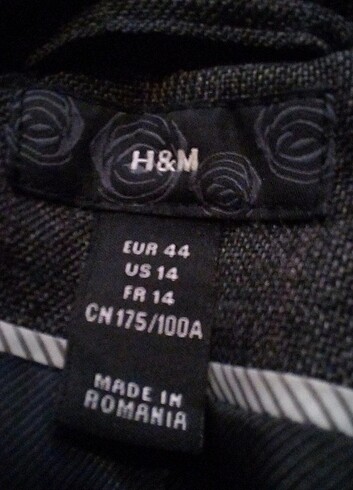 H&M
EUR 44
US 14
FR 14
CN 175/100A
MADE IN
ROMANIA